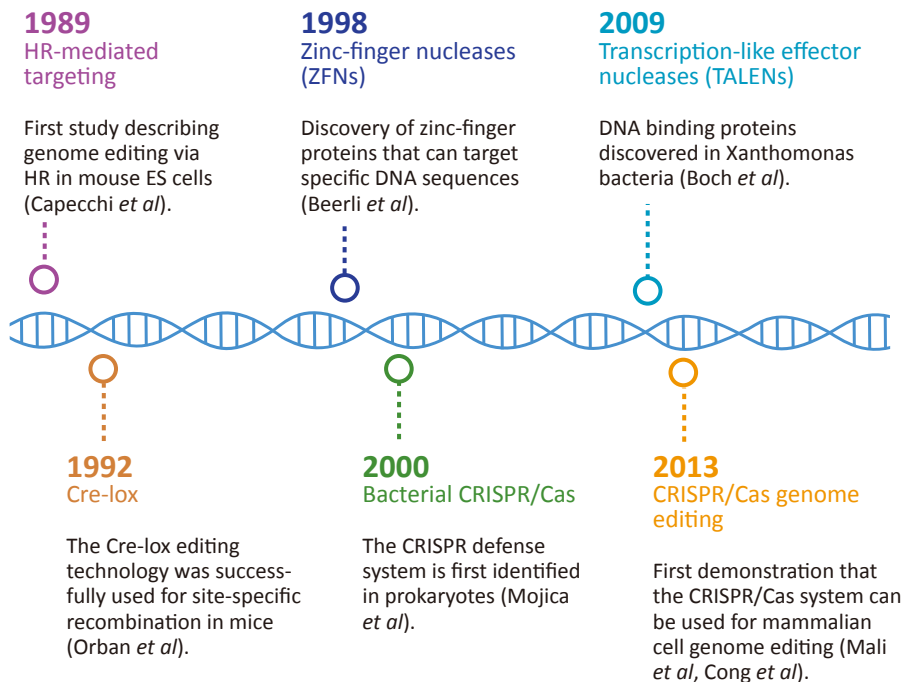 1989
HR-mediated
targeting
First study describing
genome editing via
HR in mouse ES cells
(Capecchi et al).
1998
Zinc-finger nucleases
(ZFNs)
Discovery of zinc-finger
proteins that can target
specific DNA sequences
(Beerli et al).
2009
Transcription-like effector
nucleases (TALENs)
DNA binding proteins
discovered in Xanthomonas
bacteria (Boch et al).
1992
Cre-lox
The Cre-lox editing
technology was success-
fully used for site-specific
recombination in mice
(Orban et al).
2000
Bacterial CRISPR/Cas
The CRISPR defense
system is first identified
in prokaryotes (Mojica
et al).
2013
CRISPR/Cas genome
editing
First demonstration that
the CRISPR/Cas system can
be used for mammalian
cell genome editing (Mali
et al, Cong et al).